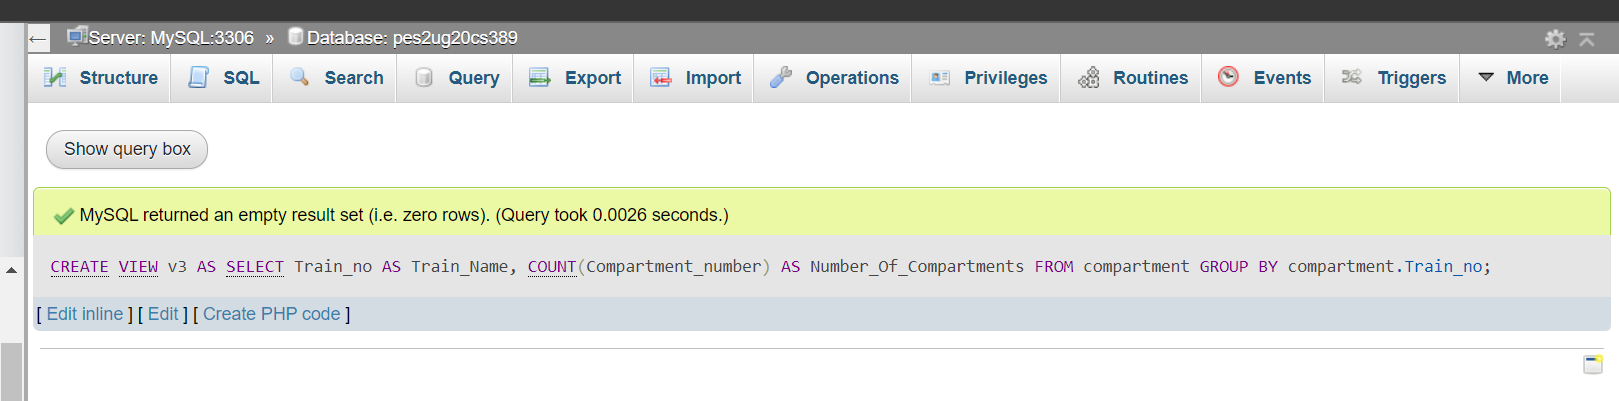 ← Server: MySQL:3306 » Database: pes2ug20cs389
Structure SQL Search Query Export Import Operations Privileges Routines Events Triggers More
Show query box
MySQL returned an empty result set (i.e. zero rows). (Query took 0.0026 seconds.)
CREATE VIEW v3 AS SELECT Train_no AS Train_Name, COUNT(Compartment_number) AS Number_Of_Compartments FROM compartment GROUP BY compartment.Train_no;
[ Edit inline ] [ Edit ] [ Create PHP code ]